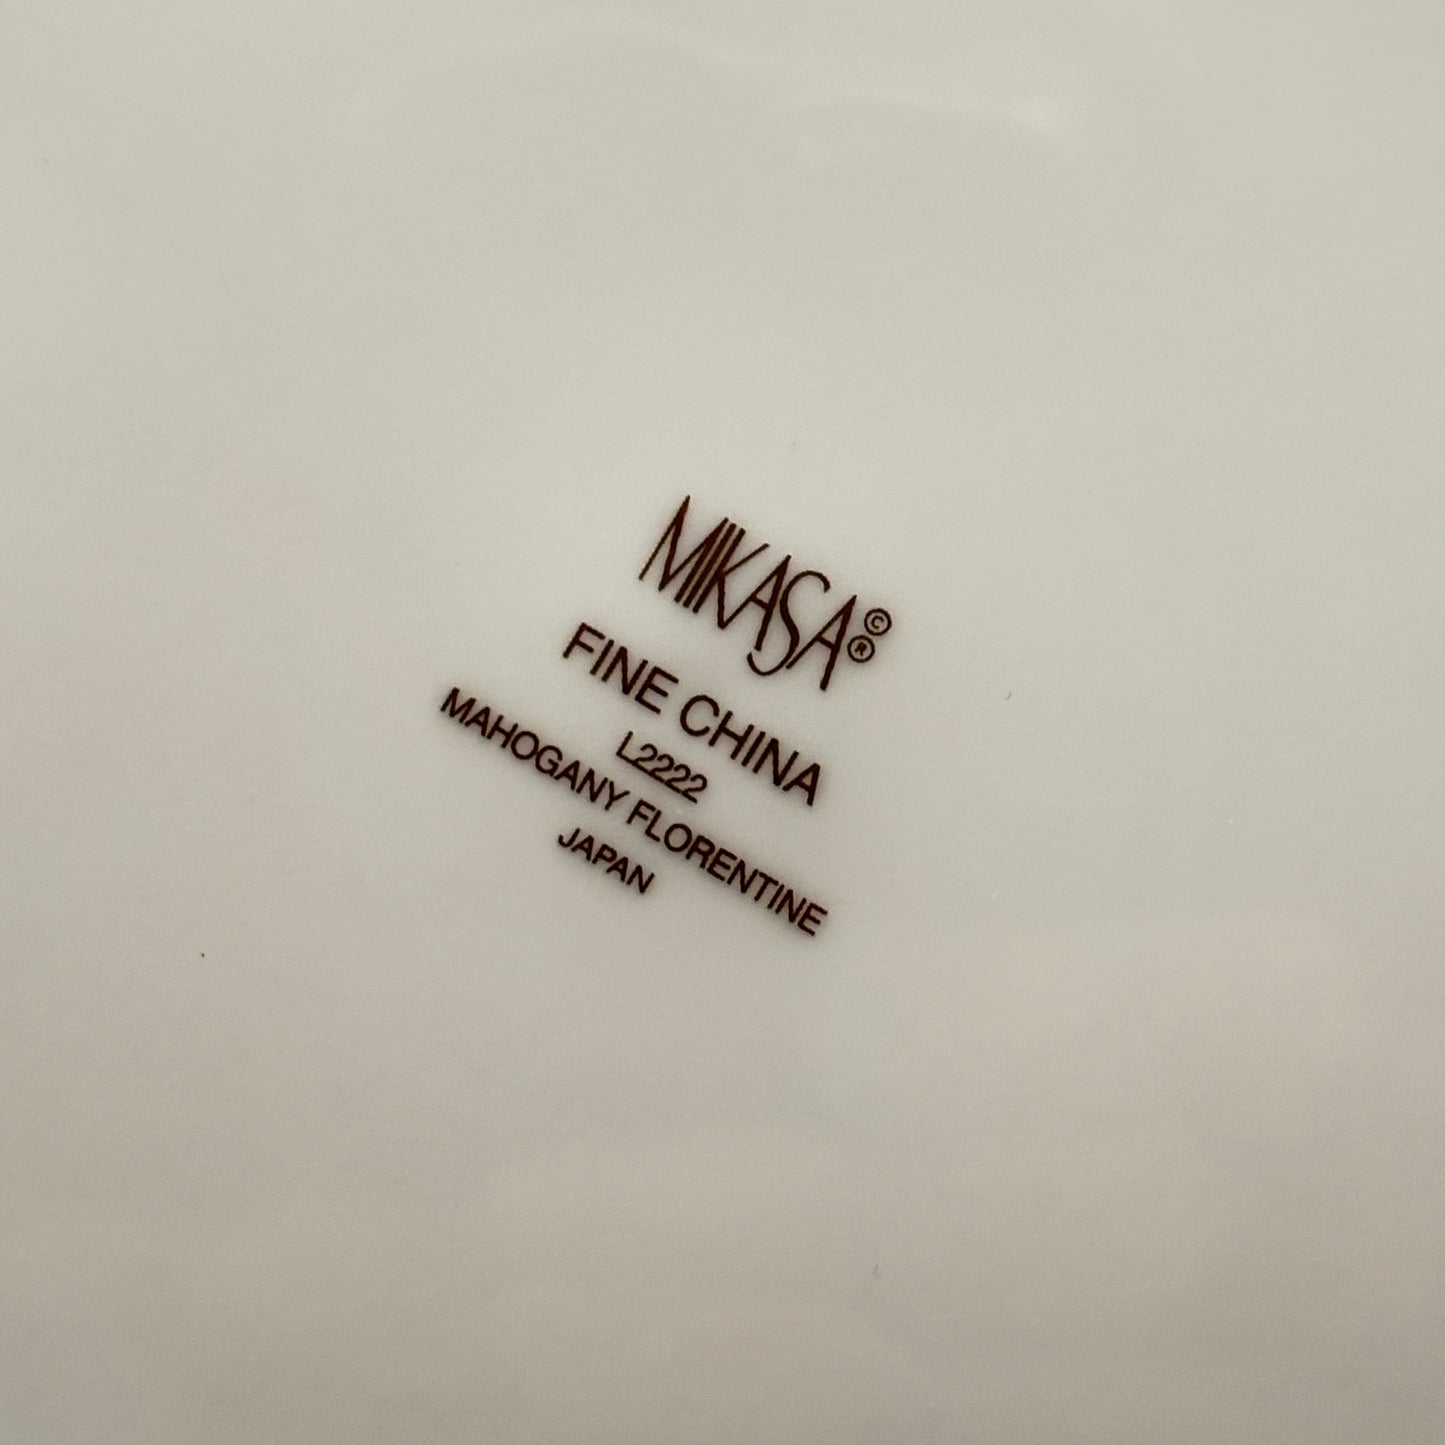 MIKASA©®
FINE CHINA
L2222
MAHOGANY FLORENTINE
JAPAN